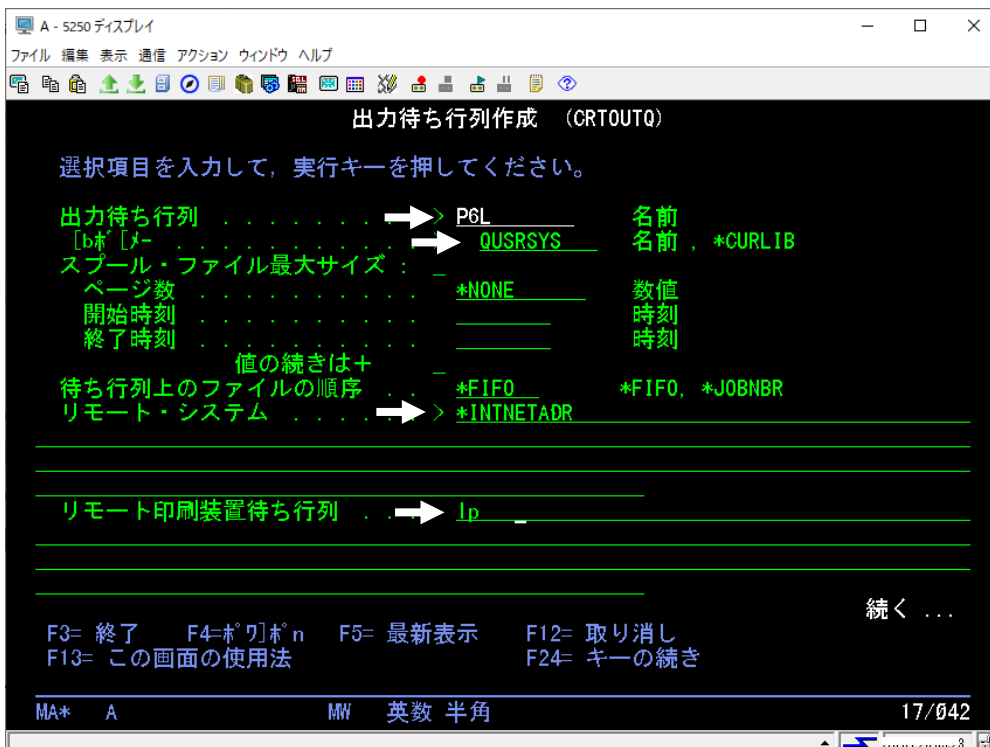 A - 5250 ディスプレイ
ファイル 編集 表示 通信 アクション ウィンドウ ヘルプ
出力待ち行列作成 (CRTOUTQ)
選択項目を入力して, 実行キーを押してください。
出力待ち行列 . . . . . . . > P6L 名前
[bﾎﾞ[ﾒｰ . . . . . . . . . . QUSRSYS 名前 , *CURLIB
スプール・ファイル最大サイズ : _
ページ数 . . . . . . . . . . *NONE 数値
開始時刻 . . . . . . . . . . 時刻
終了時刻 . . . . . . . . . . 時刻
値の続きは+ _
待ち行列上のファイルの順序 . . *FIFO *FIFO, *JOBNBR
リモート・システム . . . . . > *INTNETADR
リモート印刷装置待ち行列 . . lp
続く ...
F3= 終了 F4=ﾎﾟﾜ]ﾎﾟn F5= 最新表示 F12= 取り消し
F13= この画面の使用法 F24= キーの続き
MA* A MW 英数 半角 17/042